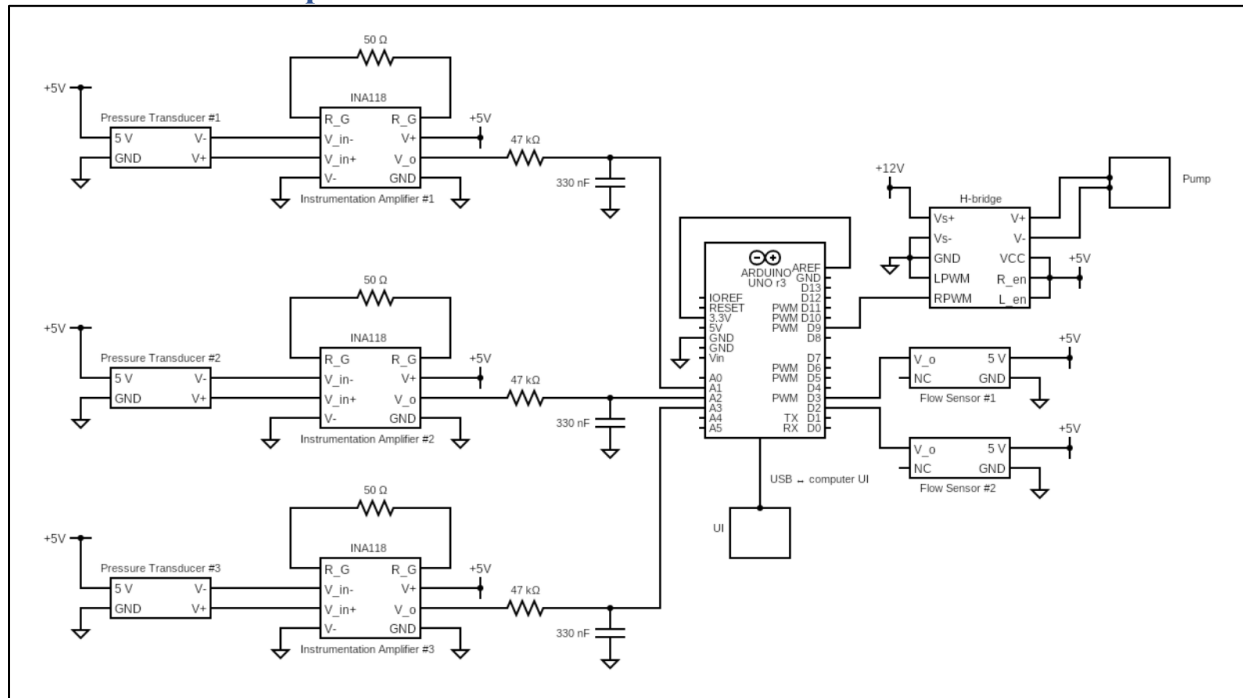 50 Ω
INA118
+5V
Pressure Transducer #1
5 V
V-
GND
V+
R_G
R_G
V_in-
V+
V_in+
V_o
V-
GND
+5V
Instrumentation Amplifier #1
47 kΩ
330 nF
50 Ω
INA118
+5V
Pressure Transducer #2
5 V
V-
GND
V+
R_G
R_G
V_in-
V+
V_in+
V_o
V-
GND
+5V
Instrumentation Amplifier #2
47 kΩ
330 nF
50 Ω
INA118
+5V
Pressure Transducer #3
5 V
V-
GND
V+
R_G
R_G
V_in-
V+
V_in+
V_o
V-
GND
+5V
Instrumentation Amplifier #3
47 kΩ
330 nF
ARDUINO
UNO r3
IOREF
RESET
3.3V
5V
GND
GND
Vin
A0
A1
A2
A3
A4
A5
AREF
GND
D13
D12
PWM D11
PWM D10
PWM D9
D8
D7
PWM D6
PWM D5
D4
PWM D3
D2
TX D1
RX D0
USB ↔ computer UI
UI
+12V
H-bridge
Vs+
V+
Vs-
V-
GND
VCC
LPWM
R_en
RPWM
L_en
+5V
Pump
V_o
5 V
NC
GND
+5V
Flow Sensor #1
V_o
5 V
NC
GND
+5V
Flow Sensor #2